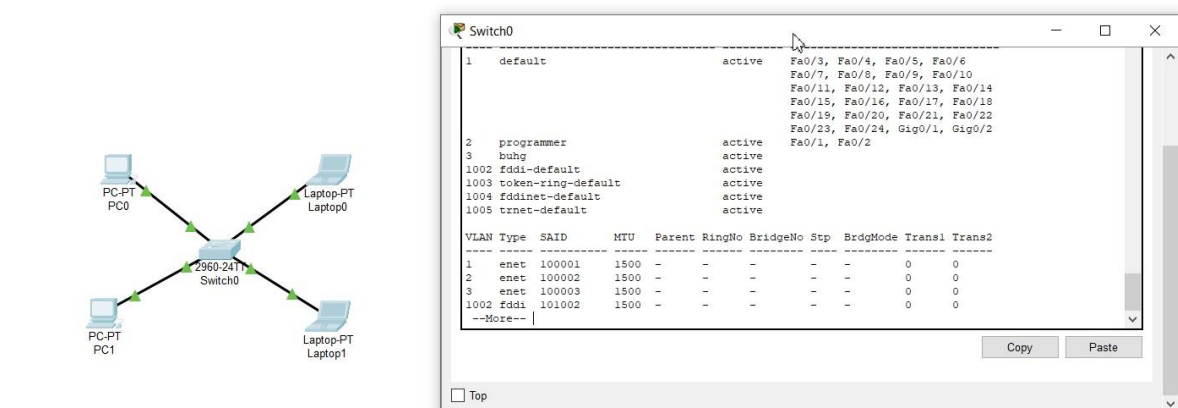 PC-PT
PC0
Laptop-PT
Laptop0
2960-24TT
Switch0
PC-PT
PC1
Laptop-PT
Laptop1
Switch0
---- -------------------------------- --------- -------------------------------
1    default                          active    Fa0/3, Fa0/4, Fa0/5, Fa0/6
                                                Fa0/7, Fa0/8, Fa0/9, Fa0/10
                                                Fa0/11, Fa0/12, Fa0/13, Fa0/14
                                                Fa0/15, Fa0/16, Fa0/17, Fa0/18
                                                Fa0/19, Fa0/20, Fa0/21, Fa0/22
                                                Fa0/23, Fa0/24, Gig0/1, Gig0/2
2    programmer                       active    Fa0/1, Fa0/2
3    buhg                             active
1002 fddi-default                     active
1003 token-ring-default               active
1004 fddinet-default                  active
1005 trnet-default                    active
VLAN Type  SAID       MTU   Parent RingNo BridgeNo Stp  BrdgMode Trans1 Trans2
---- ----- ---------- ----- ------ ------ -------- ---- -------- ------ ------
1    enet  100001     1500  -      -      -        -    -        0      0
2    enet  100002     1500  -      -      -        -    -        0      0
3    enet  100003     1500  -      -      -        -    -        0      0
1002 fddi  101002     1500  -      -      -        -    -        0      0
--More--
Copy
Paste
Top